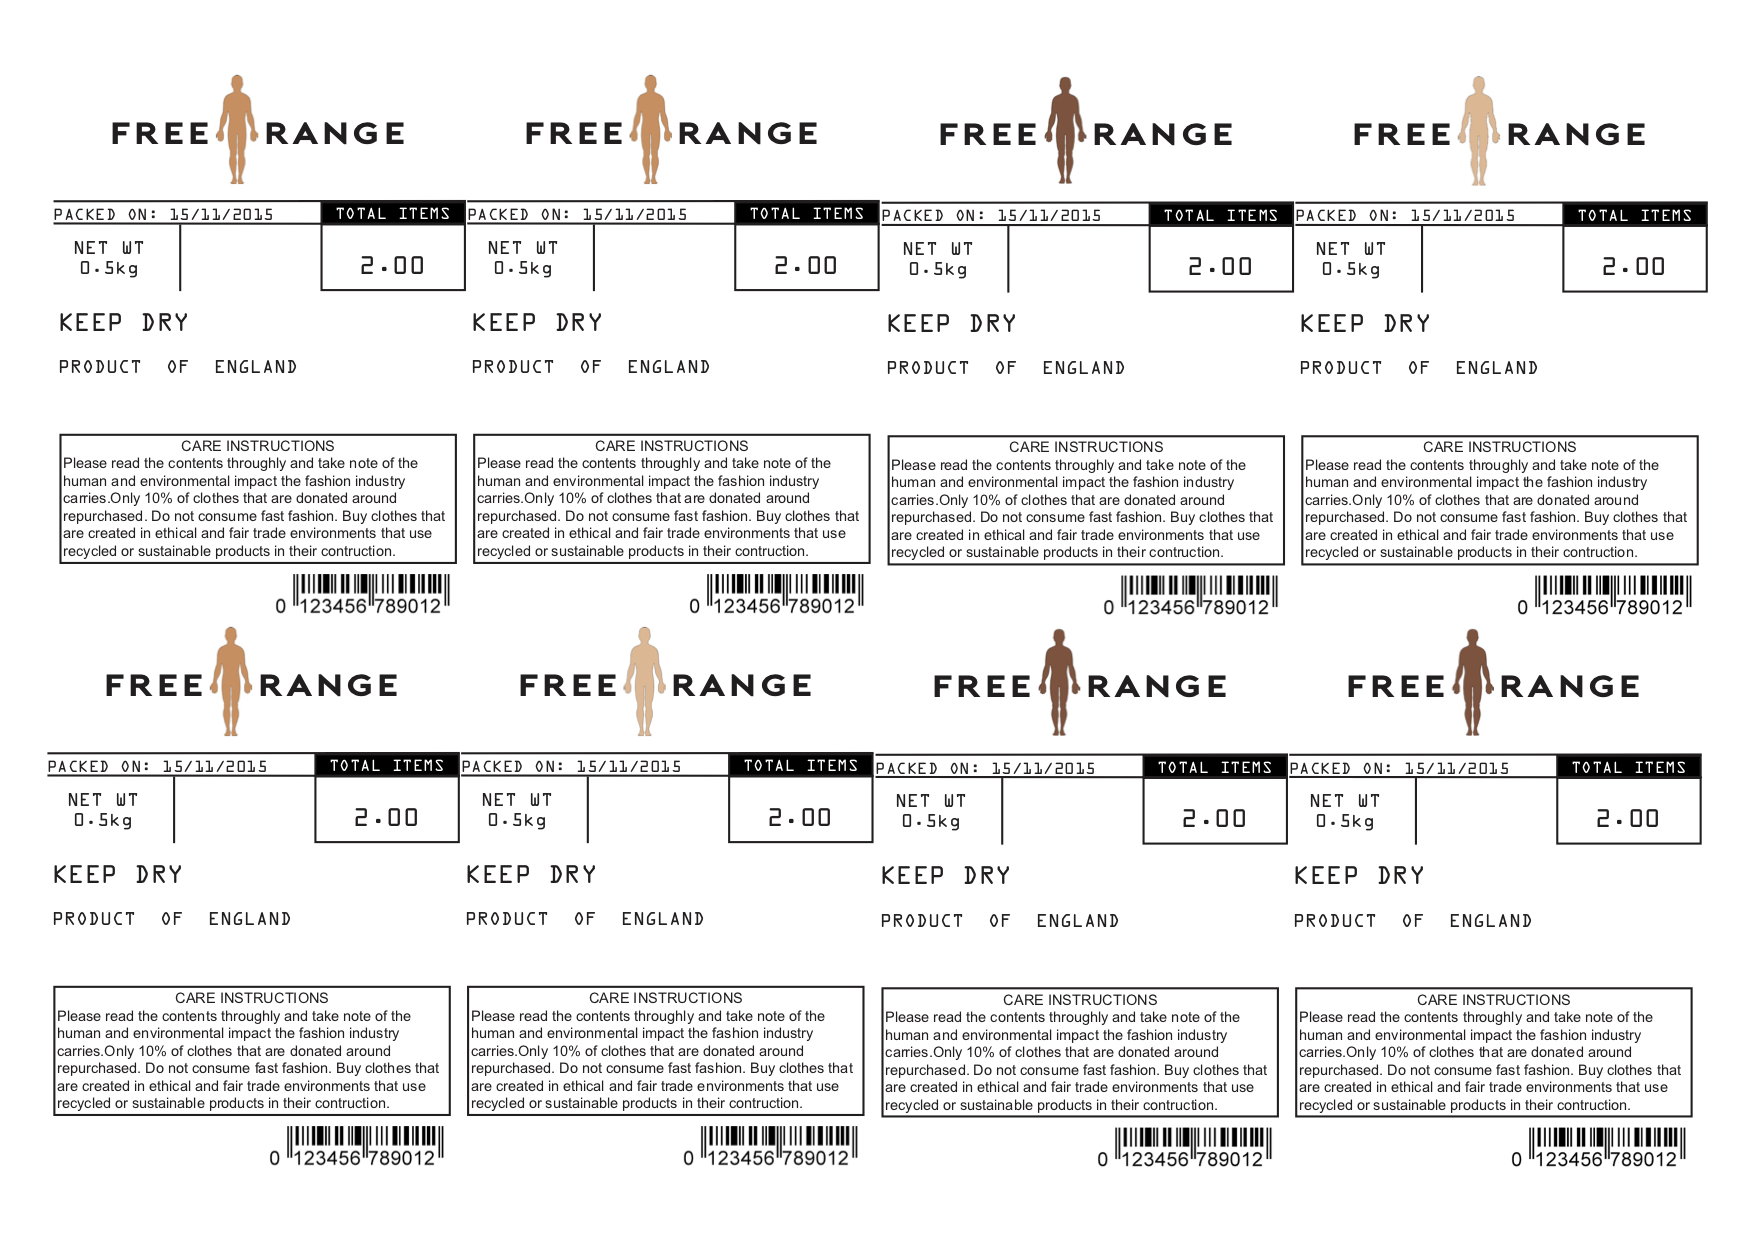 FREE RANGE
PACKED ON: 15/11/2015 TOTAL ITEMS
NET WT
0.5kg
2.00
KEEP DRY
PRODUCT OF ENGLAND
CARE INSTRUCTIONS
Please read the contents throughly and take note of the
human and environmental impact the fashion industry
carries.Only 10% of clothes that are donated around
repurchased. Do not consume fast fashion. Buy clothes that
are created in ethical and fair trade environments that use
recycled or sustainable products in their contruction.
0 123456 789012
FREE RANGE
PACKED ON: 15/11/2015 TOTAL ITEMS
NET WT
0.5kg
2.00
KEEP DRY
PRODUCT OF ENGLAND
CARE INSTRUCTIONS
Please read the contents throughly and take note of the
human and environmental impact the fashion industry
carries.Only 10% of clothes that are donated around
repurchased. Do not consume fast fashion. Buy clothes that
are created in ethical and fair trade environments that use
recycled or sustainable products in their contruction.
0 123456 789012
FREE RANGE
PACKED ON: 15/11/2015 TOTAL ITEMS
NET WT
0.5kg
2.00
KEEP DRY
PRODUCT OF ENGLAND
CARE INSTRUCTIONS
Please read the contents throughly and take note of the
human and environmental impact the fashion industry
carries.Only 10% of clothes that are donated around
repurchased. Do not consume fast fashion. Buy clothes that
are created in ethical and fair trade environments that use
recycled or sustainable products in their contruction.
0 123456 789012
FREE RANGE
PACKED ON: 15/11/2015 TOTAL ITEMS
NET WT
0.5kg
2.00
KEEP DRY
PRODUCT OF ENGLAND
CARE INSTRUCTIONS
Please read the contents throughly and take note of the
human and environmental impact the fashion industry
carries.Only 10% of clothes that are donated around
repurchased. Do not consume fast fashion. Buy clothes that
are created in ethical and fair trade environments that use
recycled or sustainable products in their contruction.
0 123456 789012
FREE RANGE
PACKED ON: 15/11/2015 TOTAL ITEMS
NET WT
0.5kg
2.00
KEEP DRY
PRODUCT OF ENGLAND
CARE INSTRUCTIONS
Please read the contents throughly and take note of the
human and environmental impact the fashion industry
carries.Only 10% of clothes that are donated around
repurchased. Do not consume fast fashion. Buy clothes that
are created in ethical and fair trade environments that use
recycled or sustainable products in their contruction.
0 123456 789012
FREE RANGE
PACKED ON: 15/11/2015 TOTAL ITEMS
NET WT
0.5kg
2.00
KEEP DRY
PRODUCT OF ENGLAND
CARE INSTRUCTIONS
Please read the contents throughly and take note of the
human and environmental impact the fashion industry
carries.Only 10% of clothes that are donated around
repurchased. Do not consume fast fashion. Buy clothes that
are created in ethical and fair trade environments that use
recycled or sustainable products in their contruction.
0 123456 789012
FREE RANGE
PACKED ON: 15/11/2015 TOTAL ITEMS
NET WT
0.5kg
2.00
KEEP DRY
PRODUCT OF ENGLAND
CARE INSTRUCTIONS
Please read the contents throughly and take note of the
human and environmental impact the fashion industry
carries.Only 10% of clothes that are donated around
repurchased. Do not consume fast fashion. Buy clothes that
are created in ethical and fair trade environments that use
recycled or sustainable products in their contruction.
0 123456 789012
FREE RANGE
PACKED ON: 15/11/2015 TOTAL ITEMS
NET WT
0.5kg
2.00
KEEP DRY
PRODUCT OF ENGLAND
CARE INSTRUCTIONS
Please read the contents throughly and take note of the
human and environmental impact the fashion industry
carries.Only 10% of clothes that are donated around
repurchased. Do not consume fast fashion. Buy clothes that
are created in ethical and fair trade environments that use
recycled or sustainable products in their contruction.
0 123456 789012